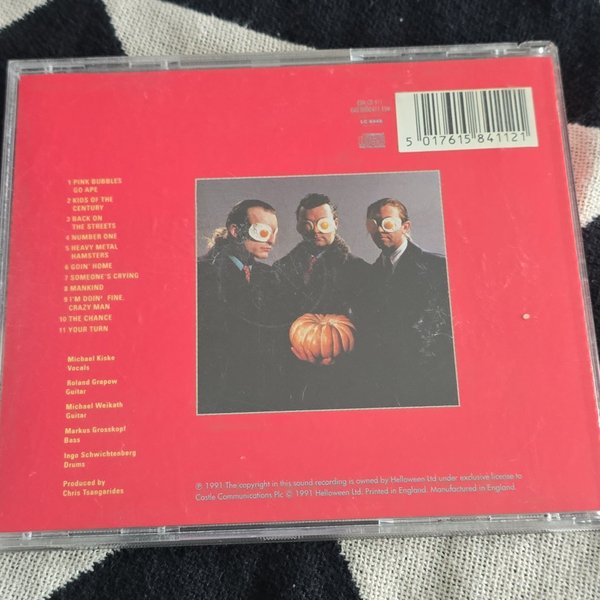 LC 6448
5 017615 841121
1 PINK BUBBLES
GO APE
2 KIDS OF THE
CENTURY
3 BACK ON
THE STREETS
4 NUMBER ONE
5 HEAVY METAL
HAMSTERS
6 GOIN' HOME
7 SOMEONE'S CRYING
8 MANKIND
9 I'M DOIN' FINE,
CRAZY MAN
10 THE CHANCE
11 YOUR TURN
Michael Kiske
Vocals
Roland Grapow
Guitar
Michael Weikath
Guitar
Markus Grosskopf
Bass
Ingo Schwichtenberg
Drums
Produced by
Chris Tsangarides
℗ 1991 The copyright in this sound recording is owned by Helloween Ltd under exclusive license to
Castle Communications Plc © 1991 Helloween Ltd. Printed in England. Manufactured in England.